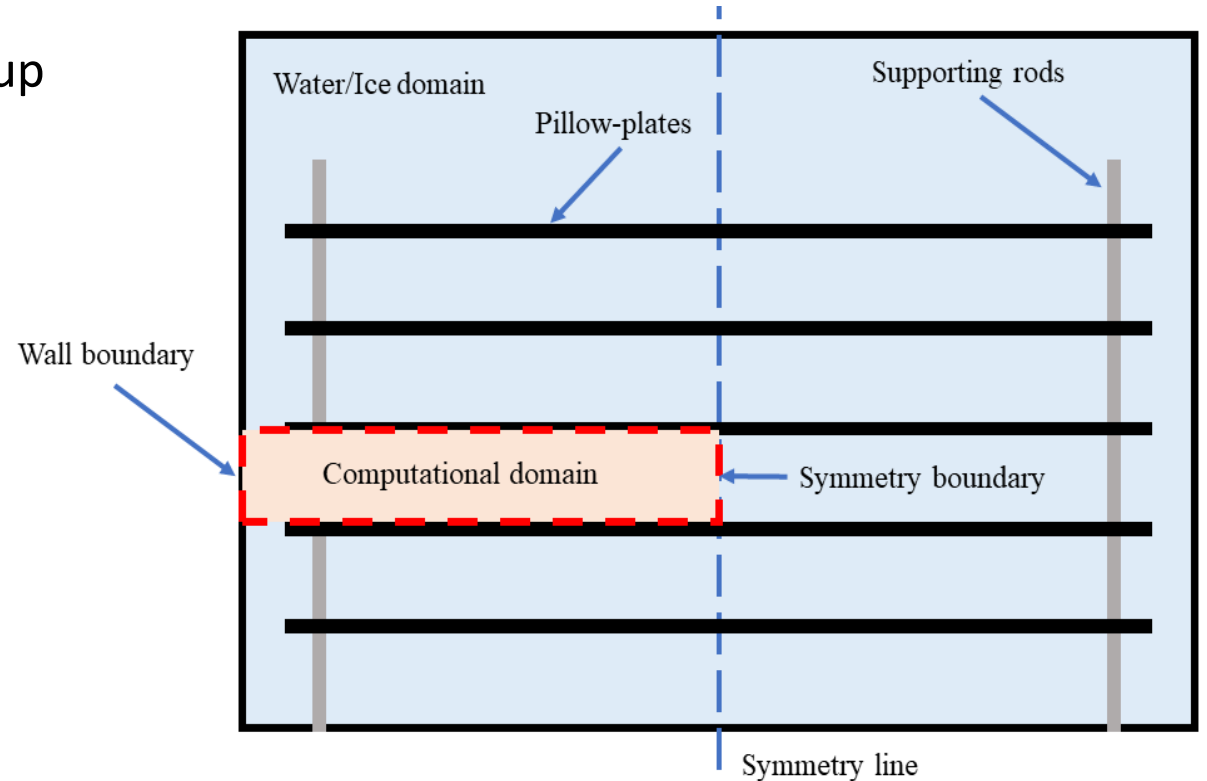 up
Water/Ice domain
Supporting rods
Pillow-plates
Wall boundary
Computational domain
Symmetry boundary
Symmetry line